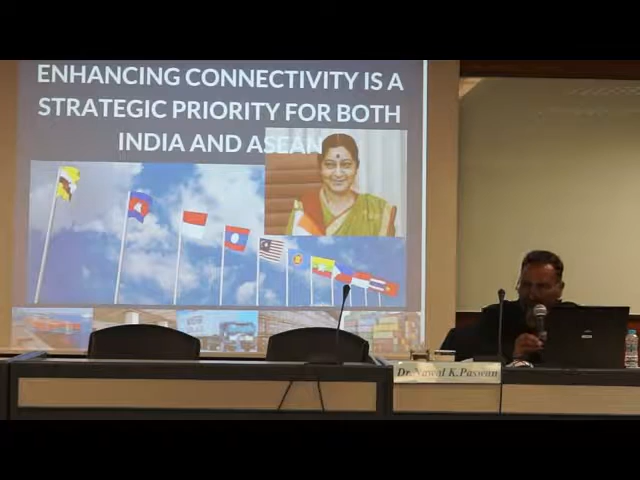 ENHANCING CONNECTIVITY IS A
STRATEGIC PRIORITY FOR BOTH
INDIA AND ASEAN
Dr. Nawal K.Paswan